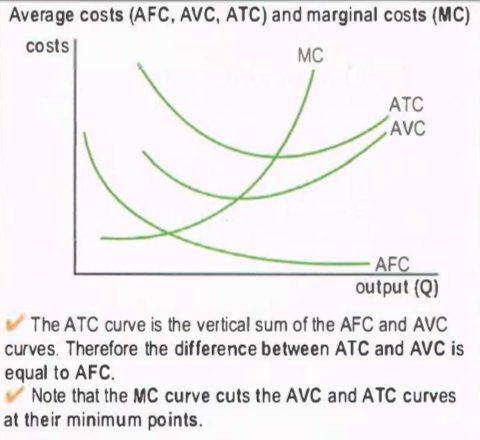 Average costs (AFC, AVC, ATC) and marginal costs (MC)
costs
MC
ATC
AVC
AFC
output (Q)
✔ The ATC curve is the vertical sum of the AFC and AVC
curves. Therefore the difference between ATC and AVC is
equal to AFC.
✔ Note that the MC curve cuts the AVC and ATC curves
at their minimum points.